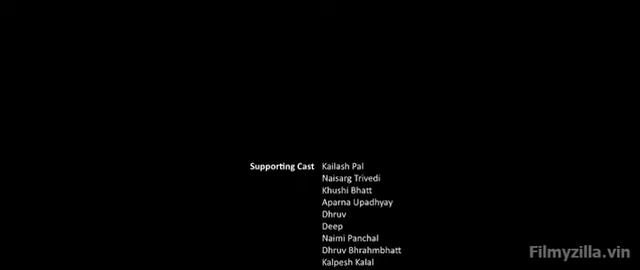 Supporting Cast Kailash Pal
Naisarg Trivedi
Khushi Bhatt
Aparna Upadhyay
Dhruv
Deep
Naimi Panchal
Dhruv Bhrahmbhatt
Kalpesh Kalal
Filmyzilla.vin